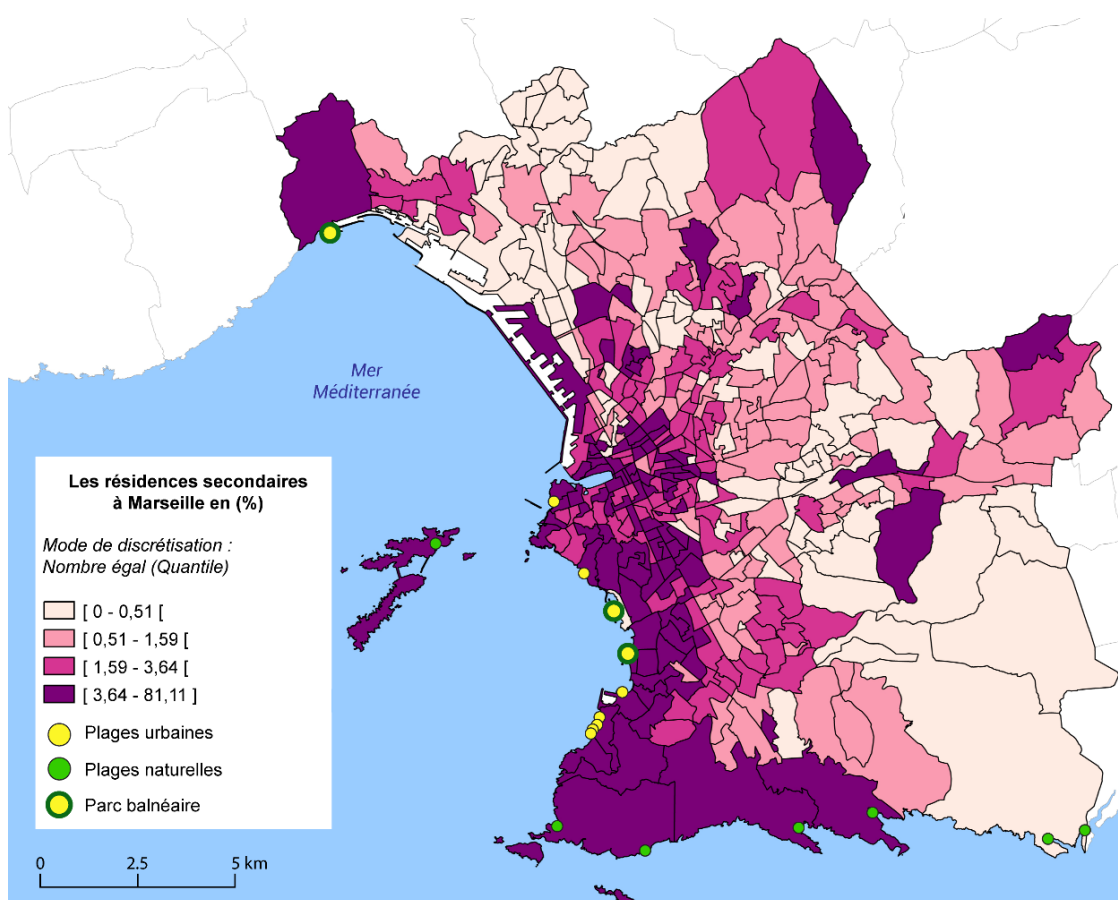 Mer
Méditerranée
Les résidences secondaires
à Marseille en (%)
Mode de discrétisation :
Nombre égal (Quantile)
[ 0 - 0,51 [
[ 0,51 - 1,59 [
[ 1,59 - 3,64 [
[ 3,64 - 81,11 ]
Plages urbaines
Plages naturelles
Parc balnéaire
0 2.5 5 km